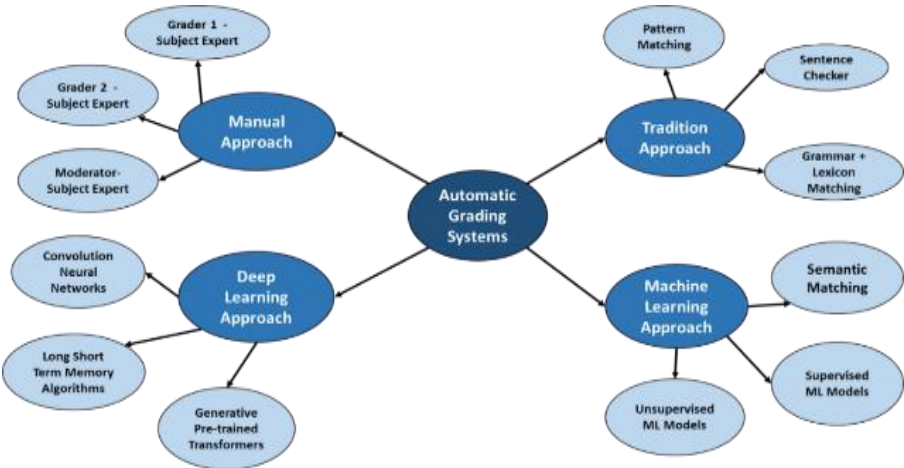 Grader 1 -
Subject Expert
Grader 2 -
Subject Expert
Manual
Approach
Moderator-
Subject Expert
Pattern
Matching
Sentence
Checker
Tradition
Approach
Grammar +
Lexicon
Matching
Automatic
Grading
Systems
Convolution
Neural
Networks
Deep
Learning
Approach
Long Short
Term Memory
Algorithms
Generative
Pre-trained
Transformers
Semantic
Matching
Machine
Learning
Approach
Supervised
ML Models
Unsupervised
ML Models